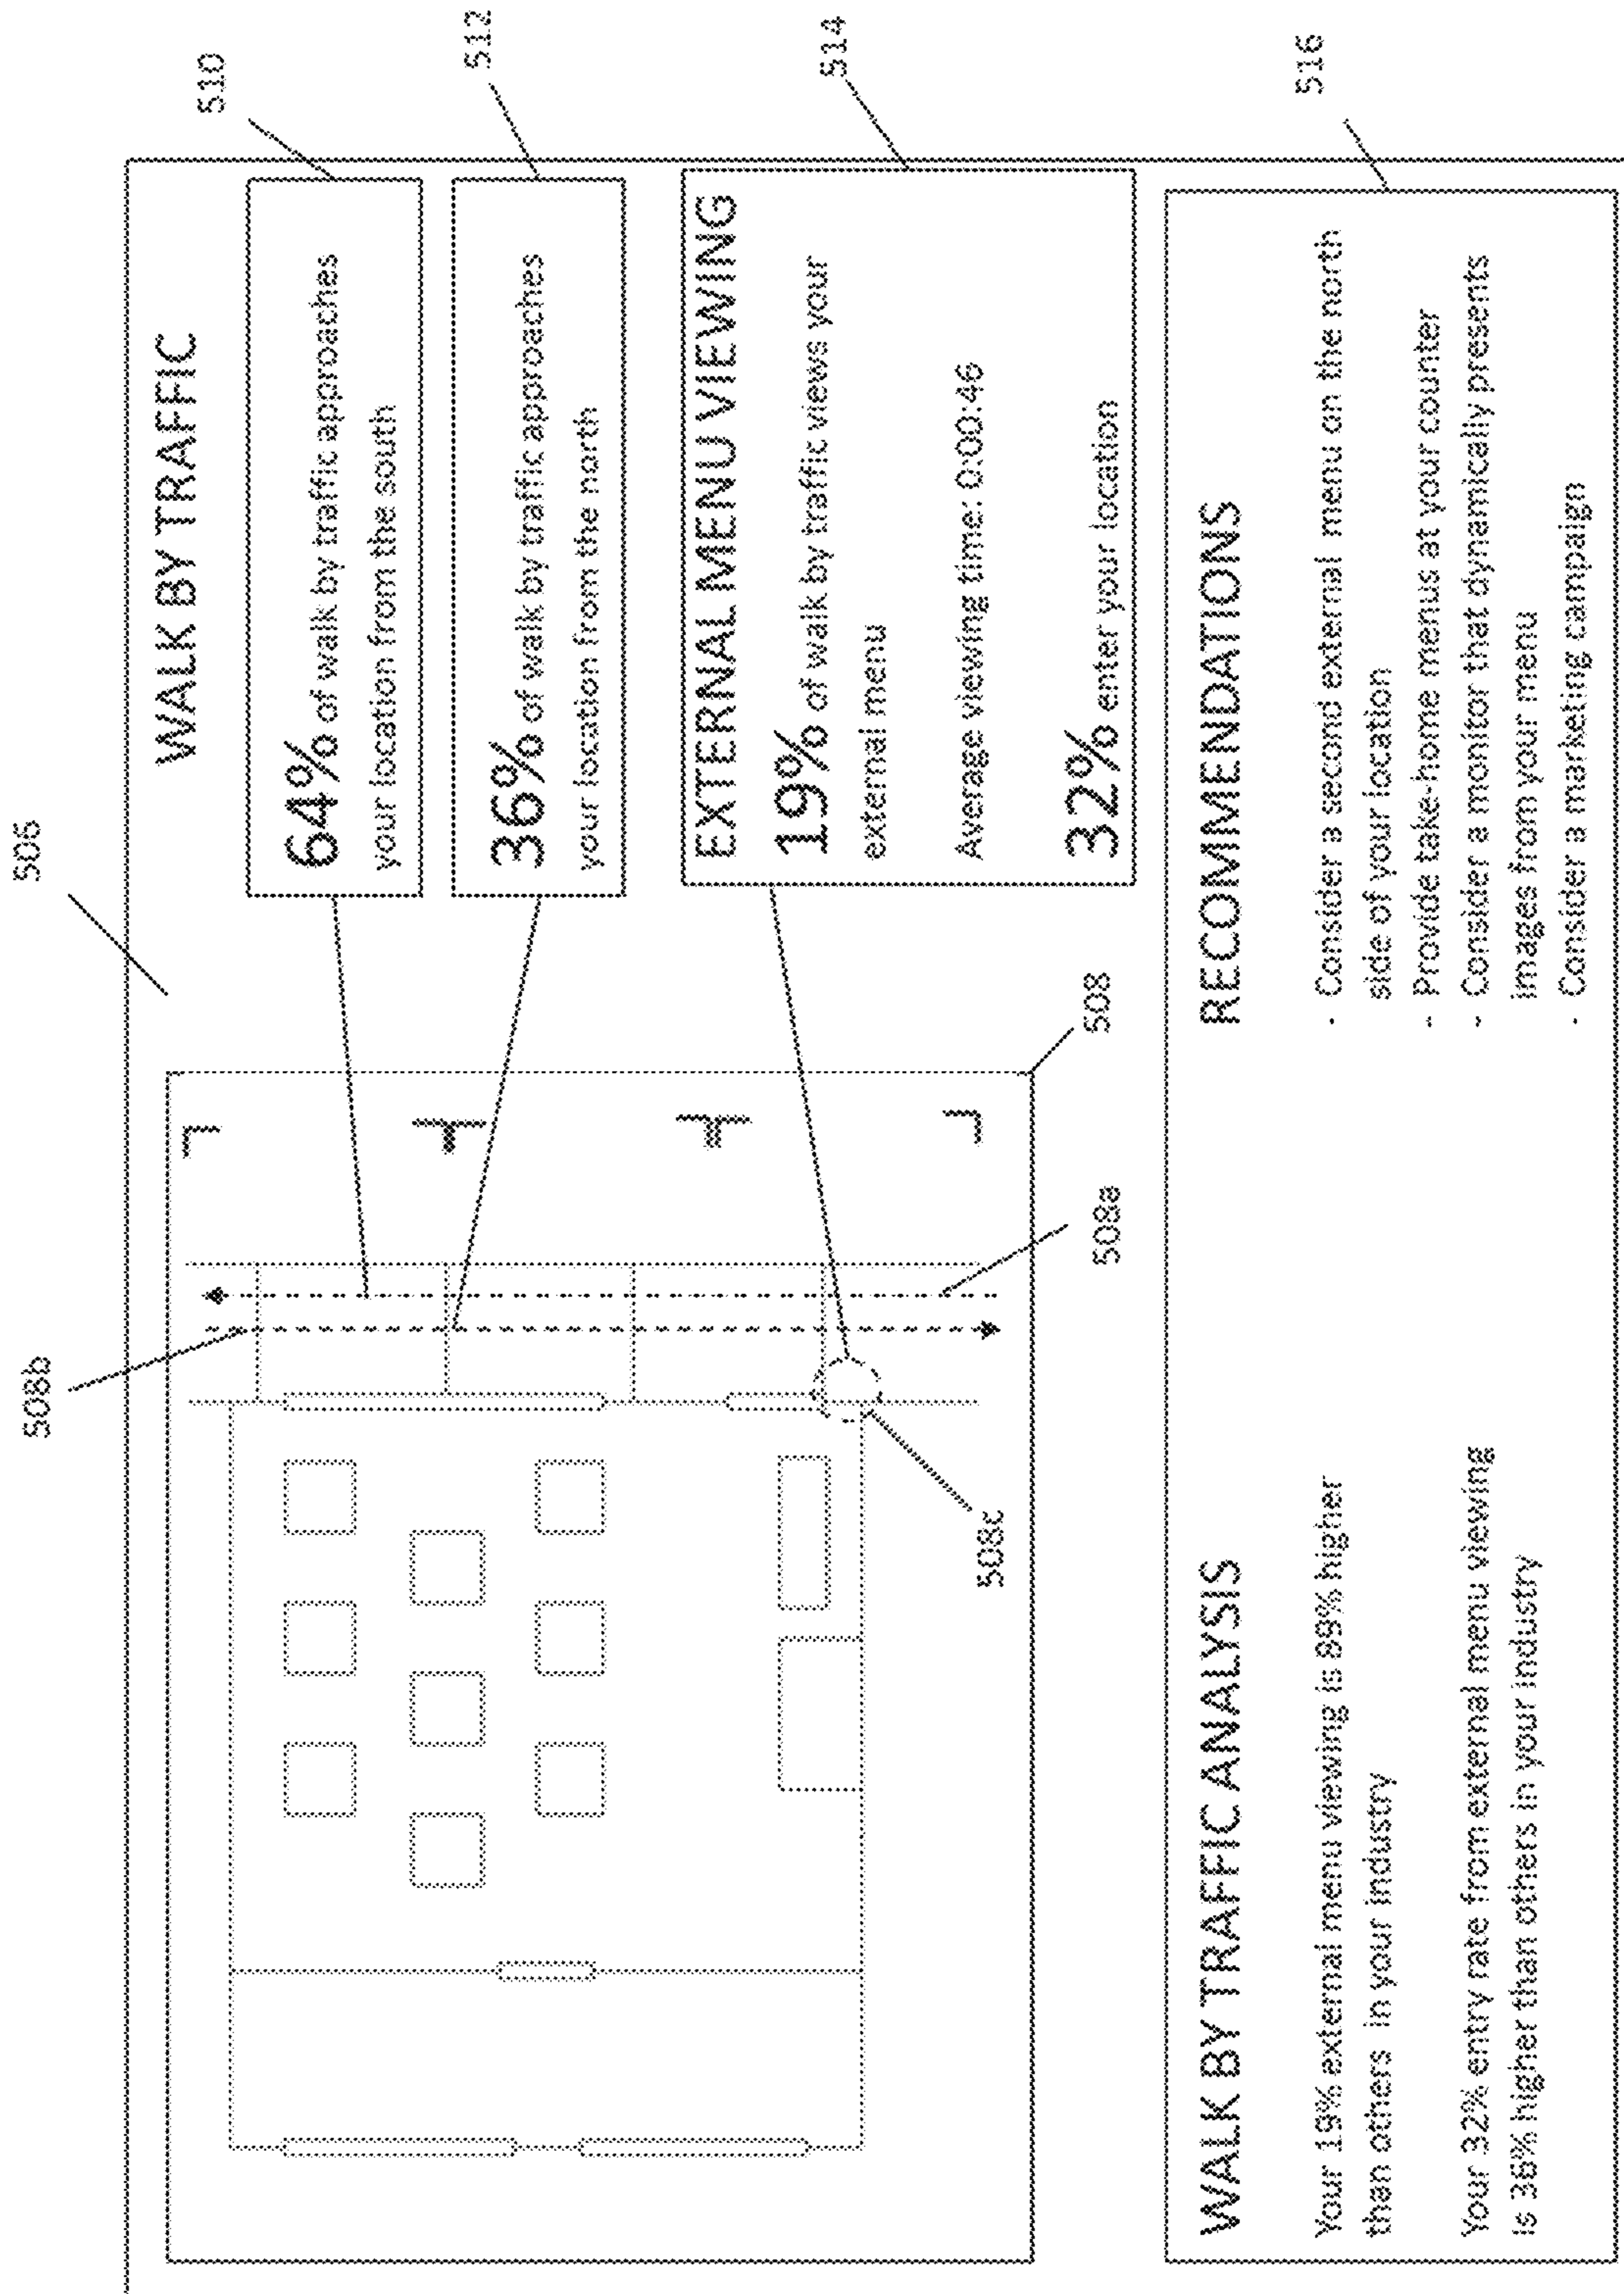 508b
506
WALK BY TRAFFIC
510
64% of walk by traffic approaches
your location from the south
512
36% of walk by traffic approaches
your location from the north
EXTERNAL MENU VIEWING
514
19% of walk by traffic views your
external menu
Average viewing time: 0:00:46
32% enter your location
508c
508a
508
WALK BY TRAFFIC ANALYSIS
Your 19% external menu viewing is 89% higher
than others in your industry
Your 32% entry rate from external menu viewing
is 36% higher than others in your industry
RECOMMENDATIONS
516
- Consider a second external menu on the north
side of your location
- Provide take-home menus at your counter
- Consider a monitor that dynamically presents
images from your menu
- Consider a marketing campaign